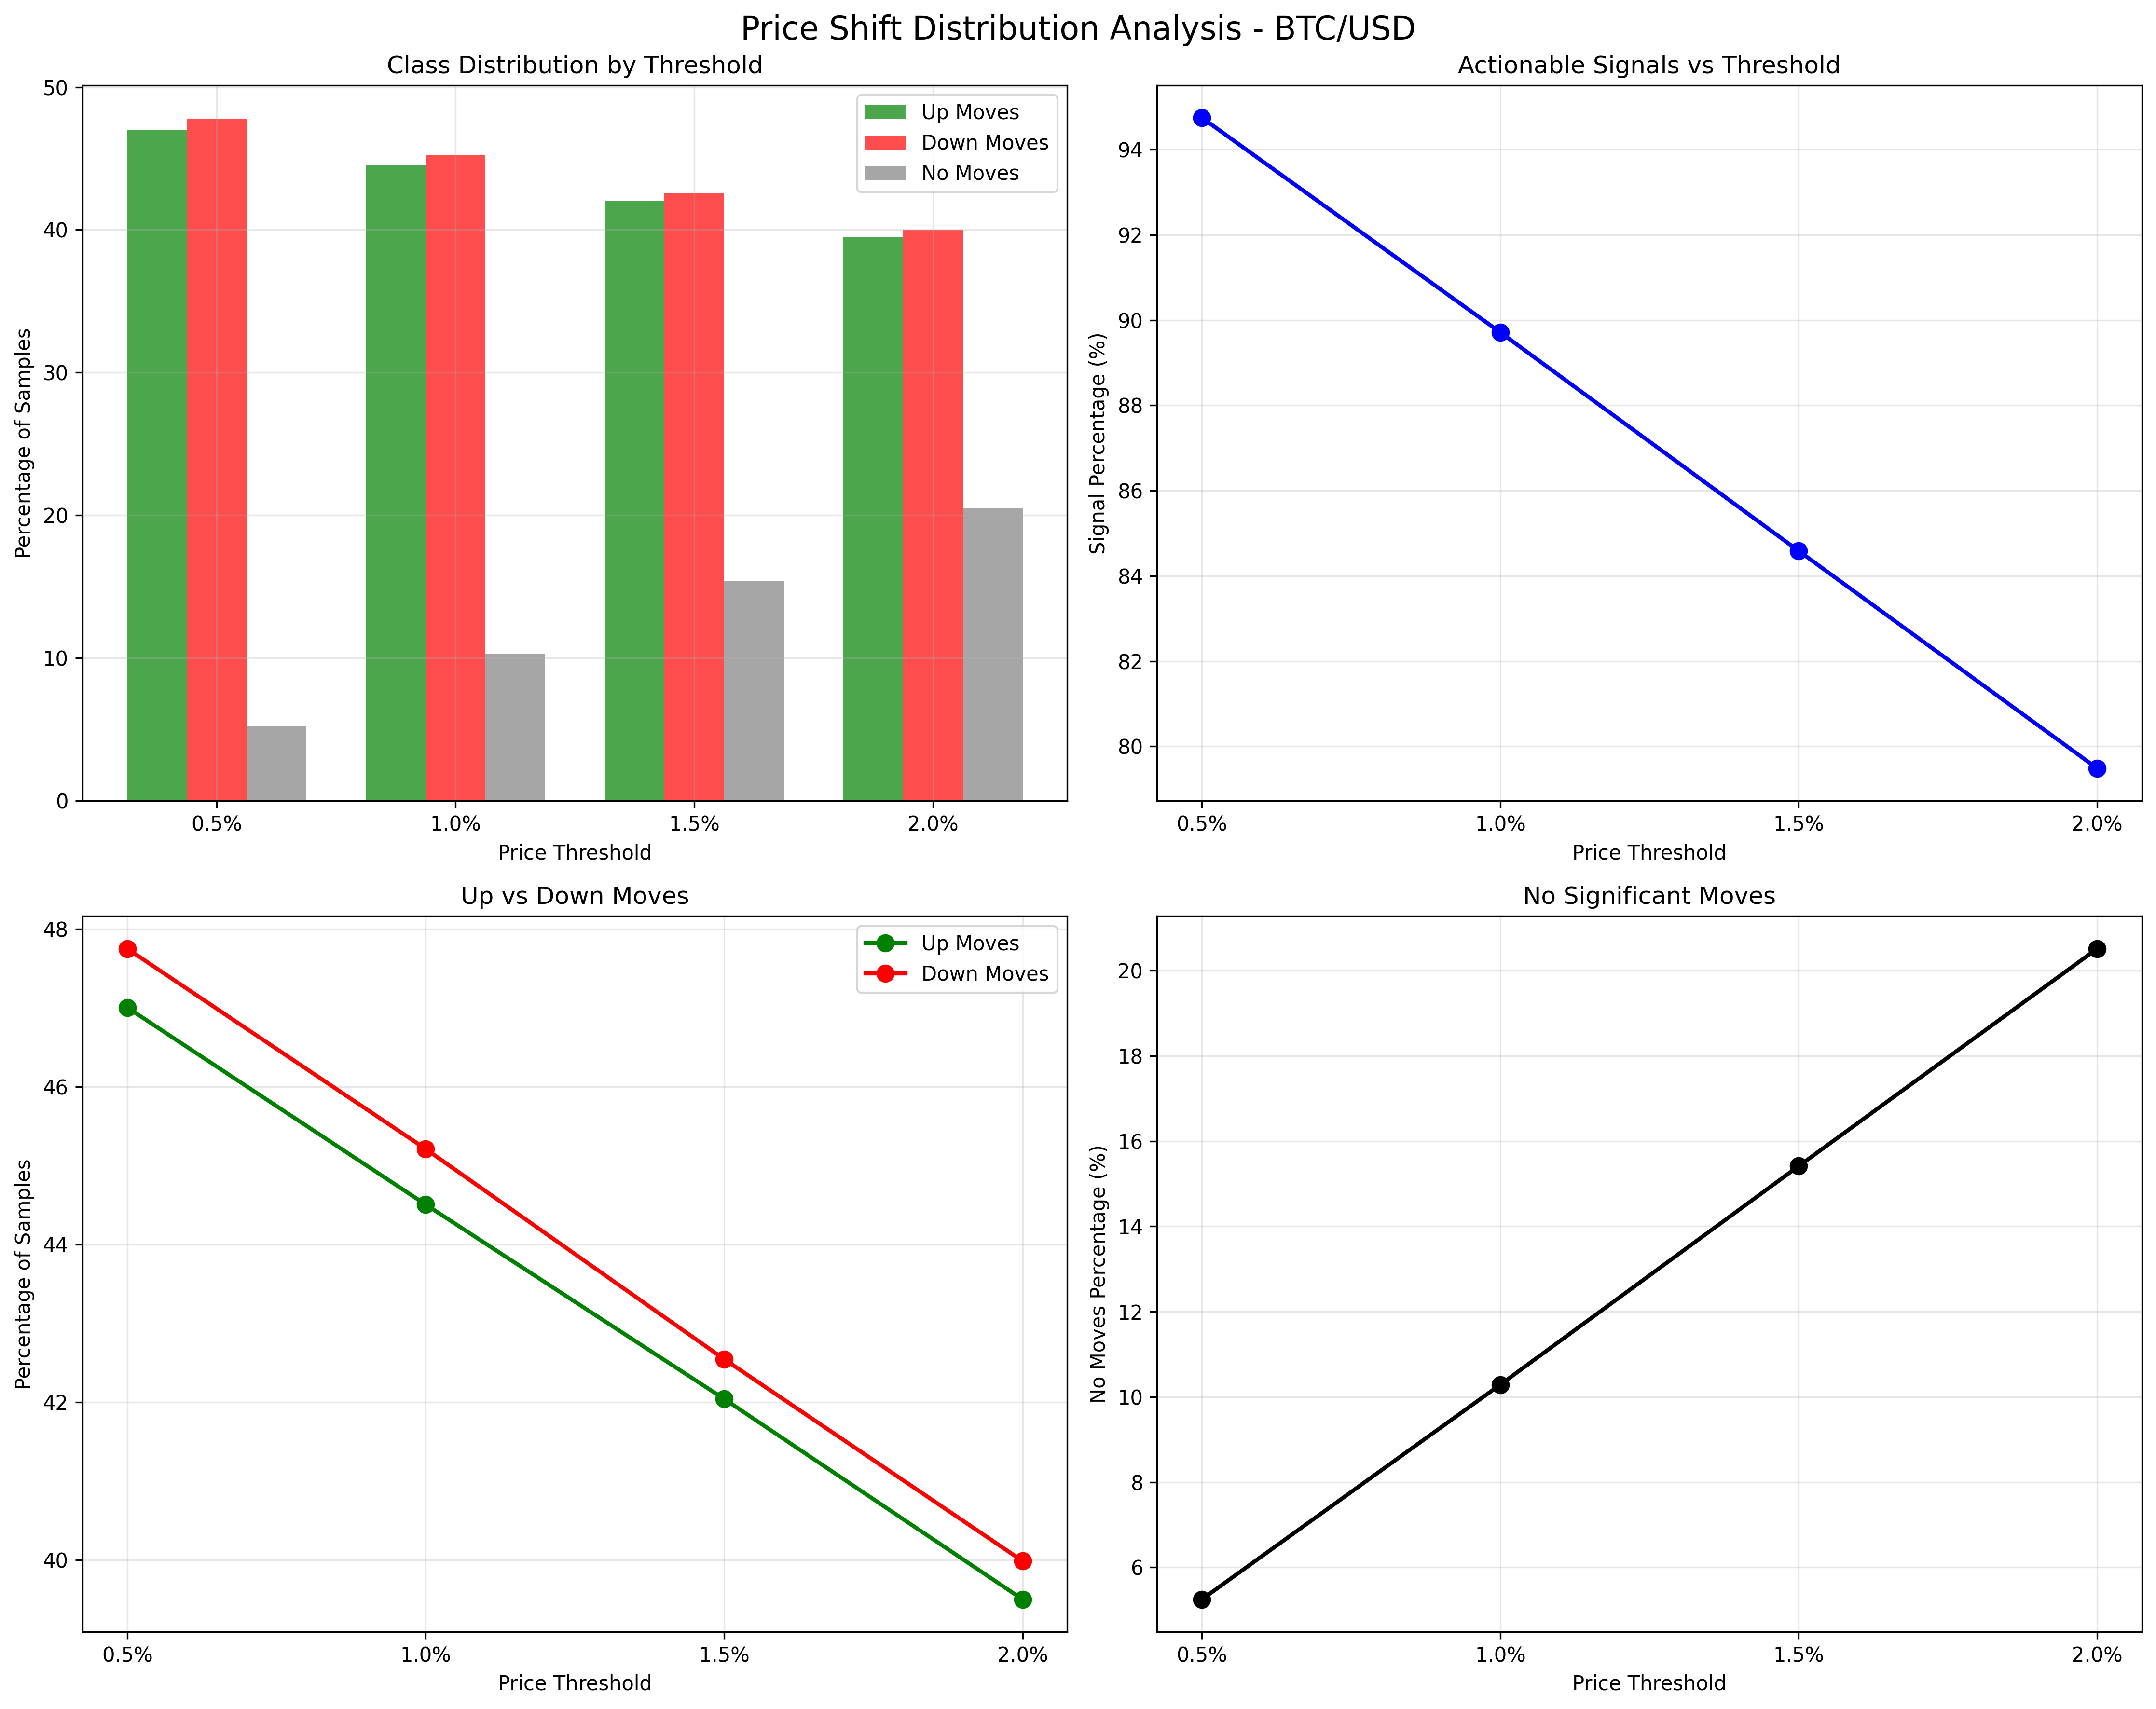 Price Shift Distribution Analysis - BTC/USD
Class Distribution by Threshold
Percentage of Samples
50
40
30
20
10
0
0.5% 1.0% 1.5% 2.0%
Price Threshold
Up Moves
Down Moves
No Moves
Actionable Signals vs Threshold
Signal Percentage (%)
94
92
90
88
86
84
82
80
0.5% 1.0% 1.5% 2.0%
Price Threshold
Up vs Down Moves
Percentage of Samples
48
46
44
42
40
0.5% 1.0% 1.5% 2.0%
Price Threshold
Up Moves
Down Moves
No Significant Moves
No Moves Percentage (%)
20
18
16
14
12
10
8
6
0.5% 1.0% 1.5% 2.0%
Price Threshold